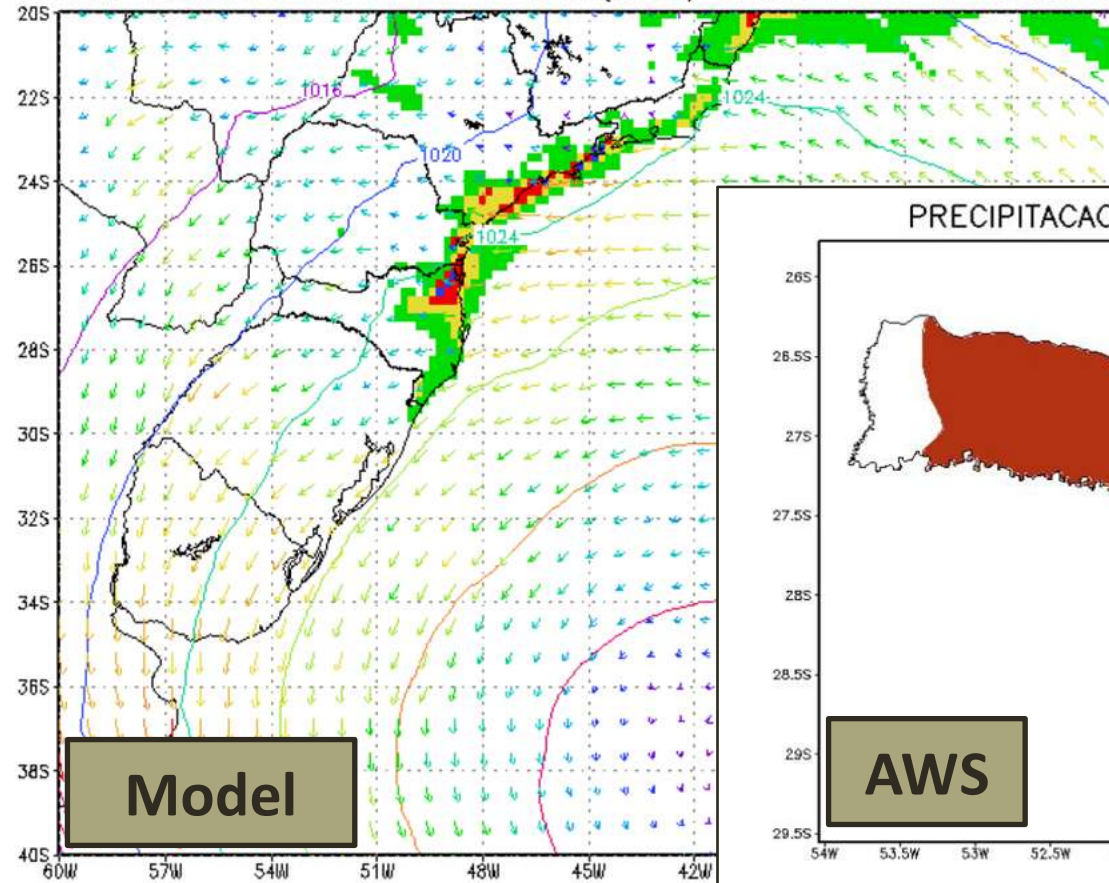 20S
22S
24S
26S
28S
30S
32S
34S
36S
38S
40S
60W
57W
54W
51W
48W
45W
42W
1016
1020
1024
1024
Model
PRECIPITACAO
26S
26.5S
27S
27.5S
28S
28.5S
29S
29.5S
54W
53.5W
53W
52.5W
AWS